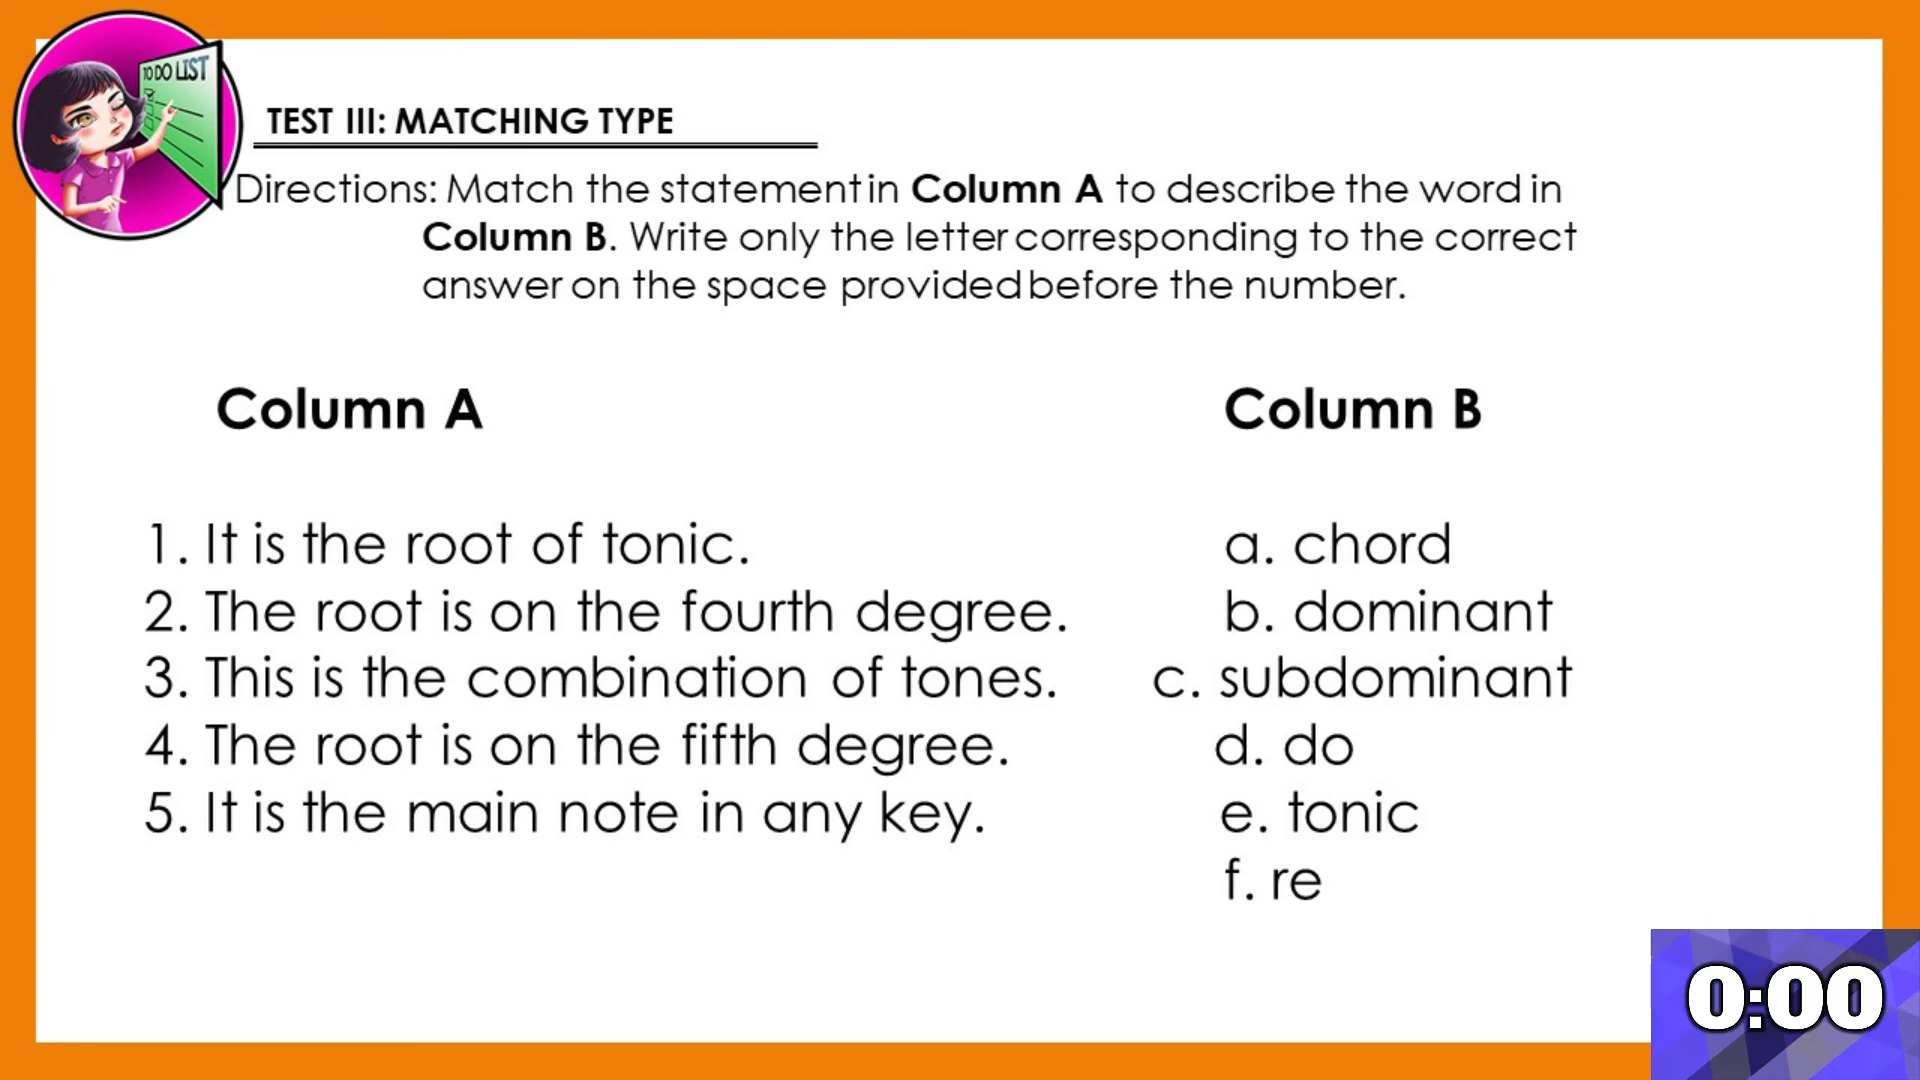 TO DO LIST
TEST III: MATCHING TYPE
Directions: Match the statement in Column A to describe the word in
Column B. Write only the letter corresponding to the correct
answer on the space provided before the number.
Column A
Column B
1. It is the root of tonic.
a. chord
2. The root is on the fourth degree.
b. dominant
3. This is the combination of tones.
c. subdominant
4. The root is on the fifth degree.
d. do
5. It is the main note in any key.
e. tonic
f. re
0:00